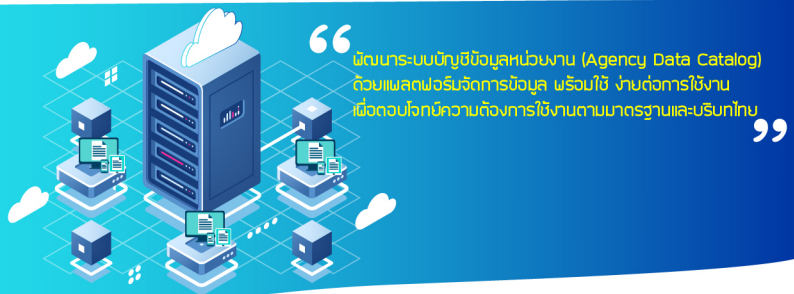 “
พัฒนาระบบบัญชีข้อมูลหน่วยงาน (Agency Data Catalog)
ด้วยแพลตฟอร์มจัดการข้อมูล พร้อมใช้ ง่ายต่อการใช้งาน
เพื่อตอบโจทย์ความต้องการใช้งานตามมาตรฐานและบริบทไทย
”